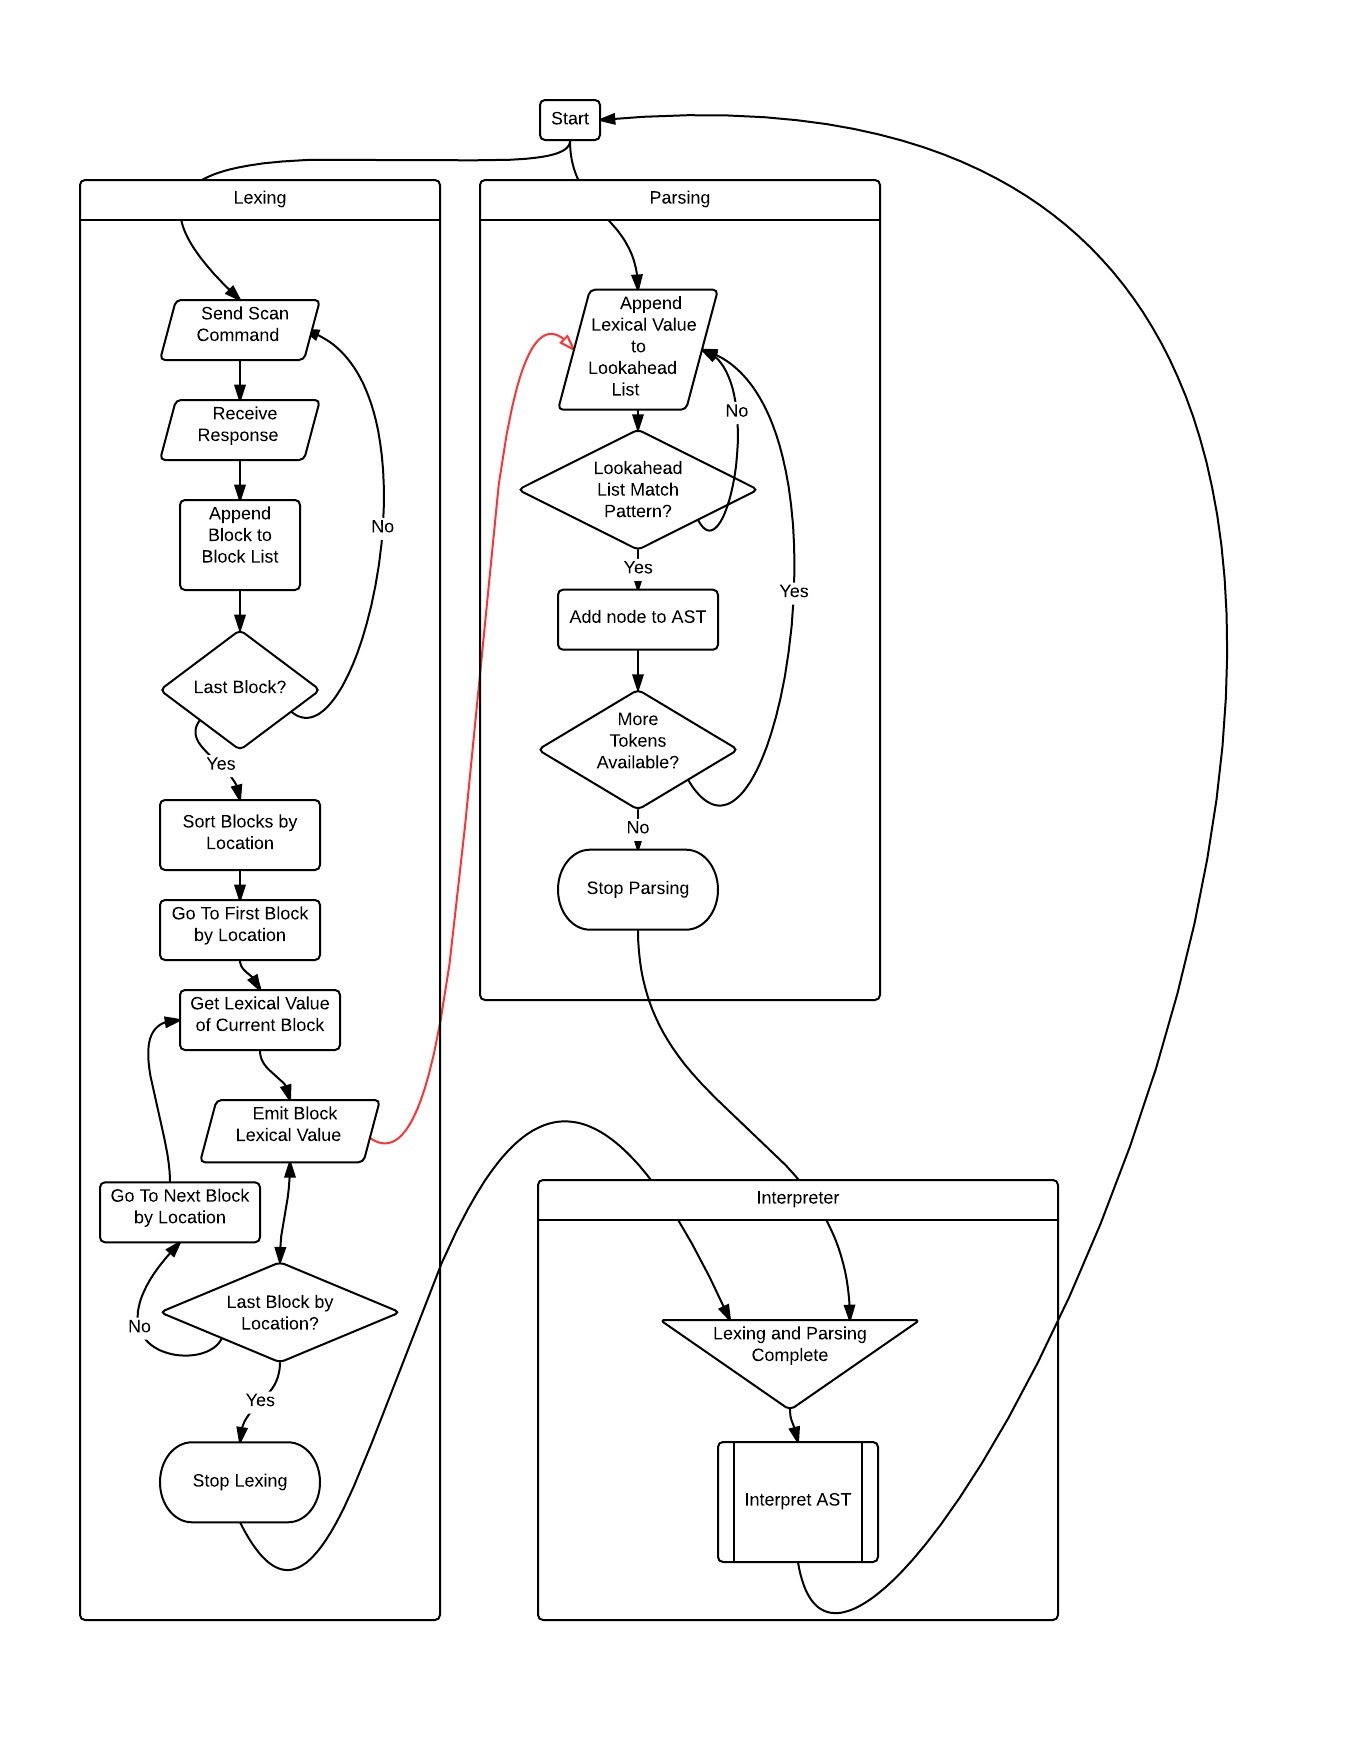 Start
Lexing
Send Scan
Command
Receive
Response
Append
Block to
Block List
No
Last Block?
Yes
Sort Blocks by
Location
Go To First Block
by Location
Get Lexical Value
of Current Block
Emit Block
Lexical Value
Go To Next Block
by Location
Last Block by
Location?
No
Yes
Stop Lexing
Parsing
Append
Lexical Value
to
Lookahead
List
No
Lookahead
List Match
Pattern?
Yes
Add node to AST
Yes
More
Tokens
Available?
No
Stop Parsing
Interpreter
Lexing and Parsing
Complete
Interpret AST